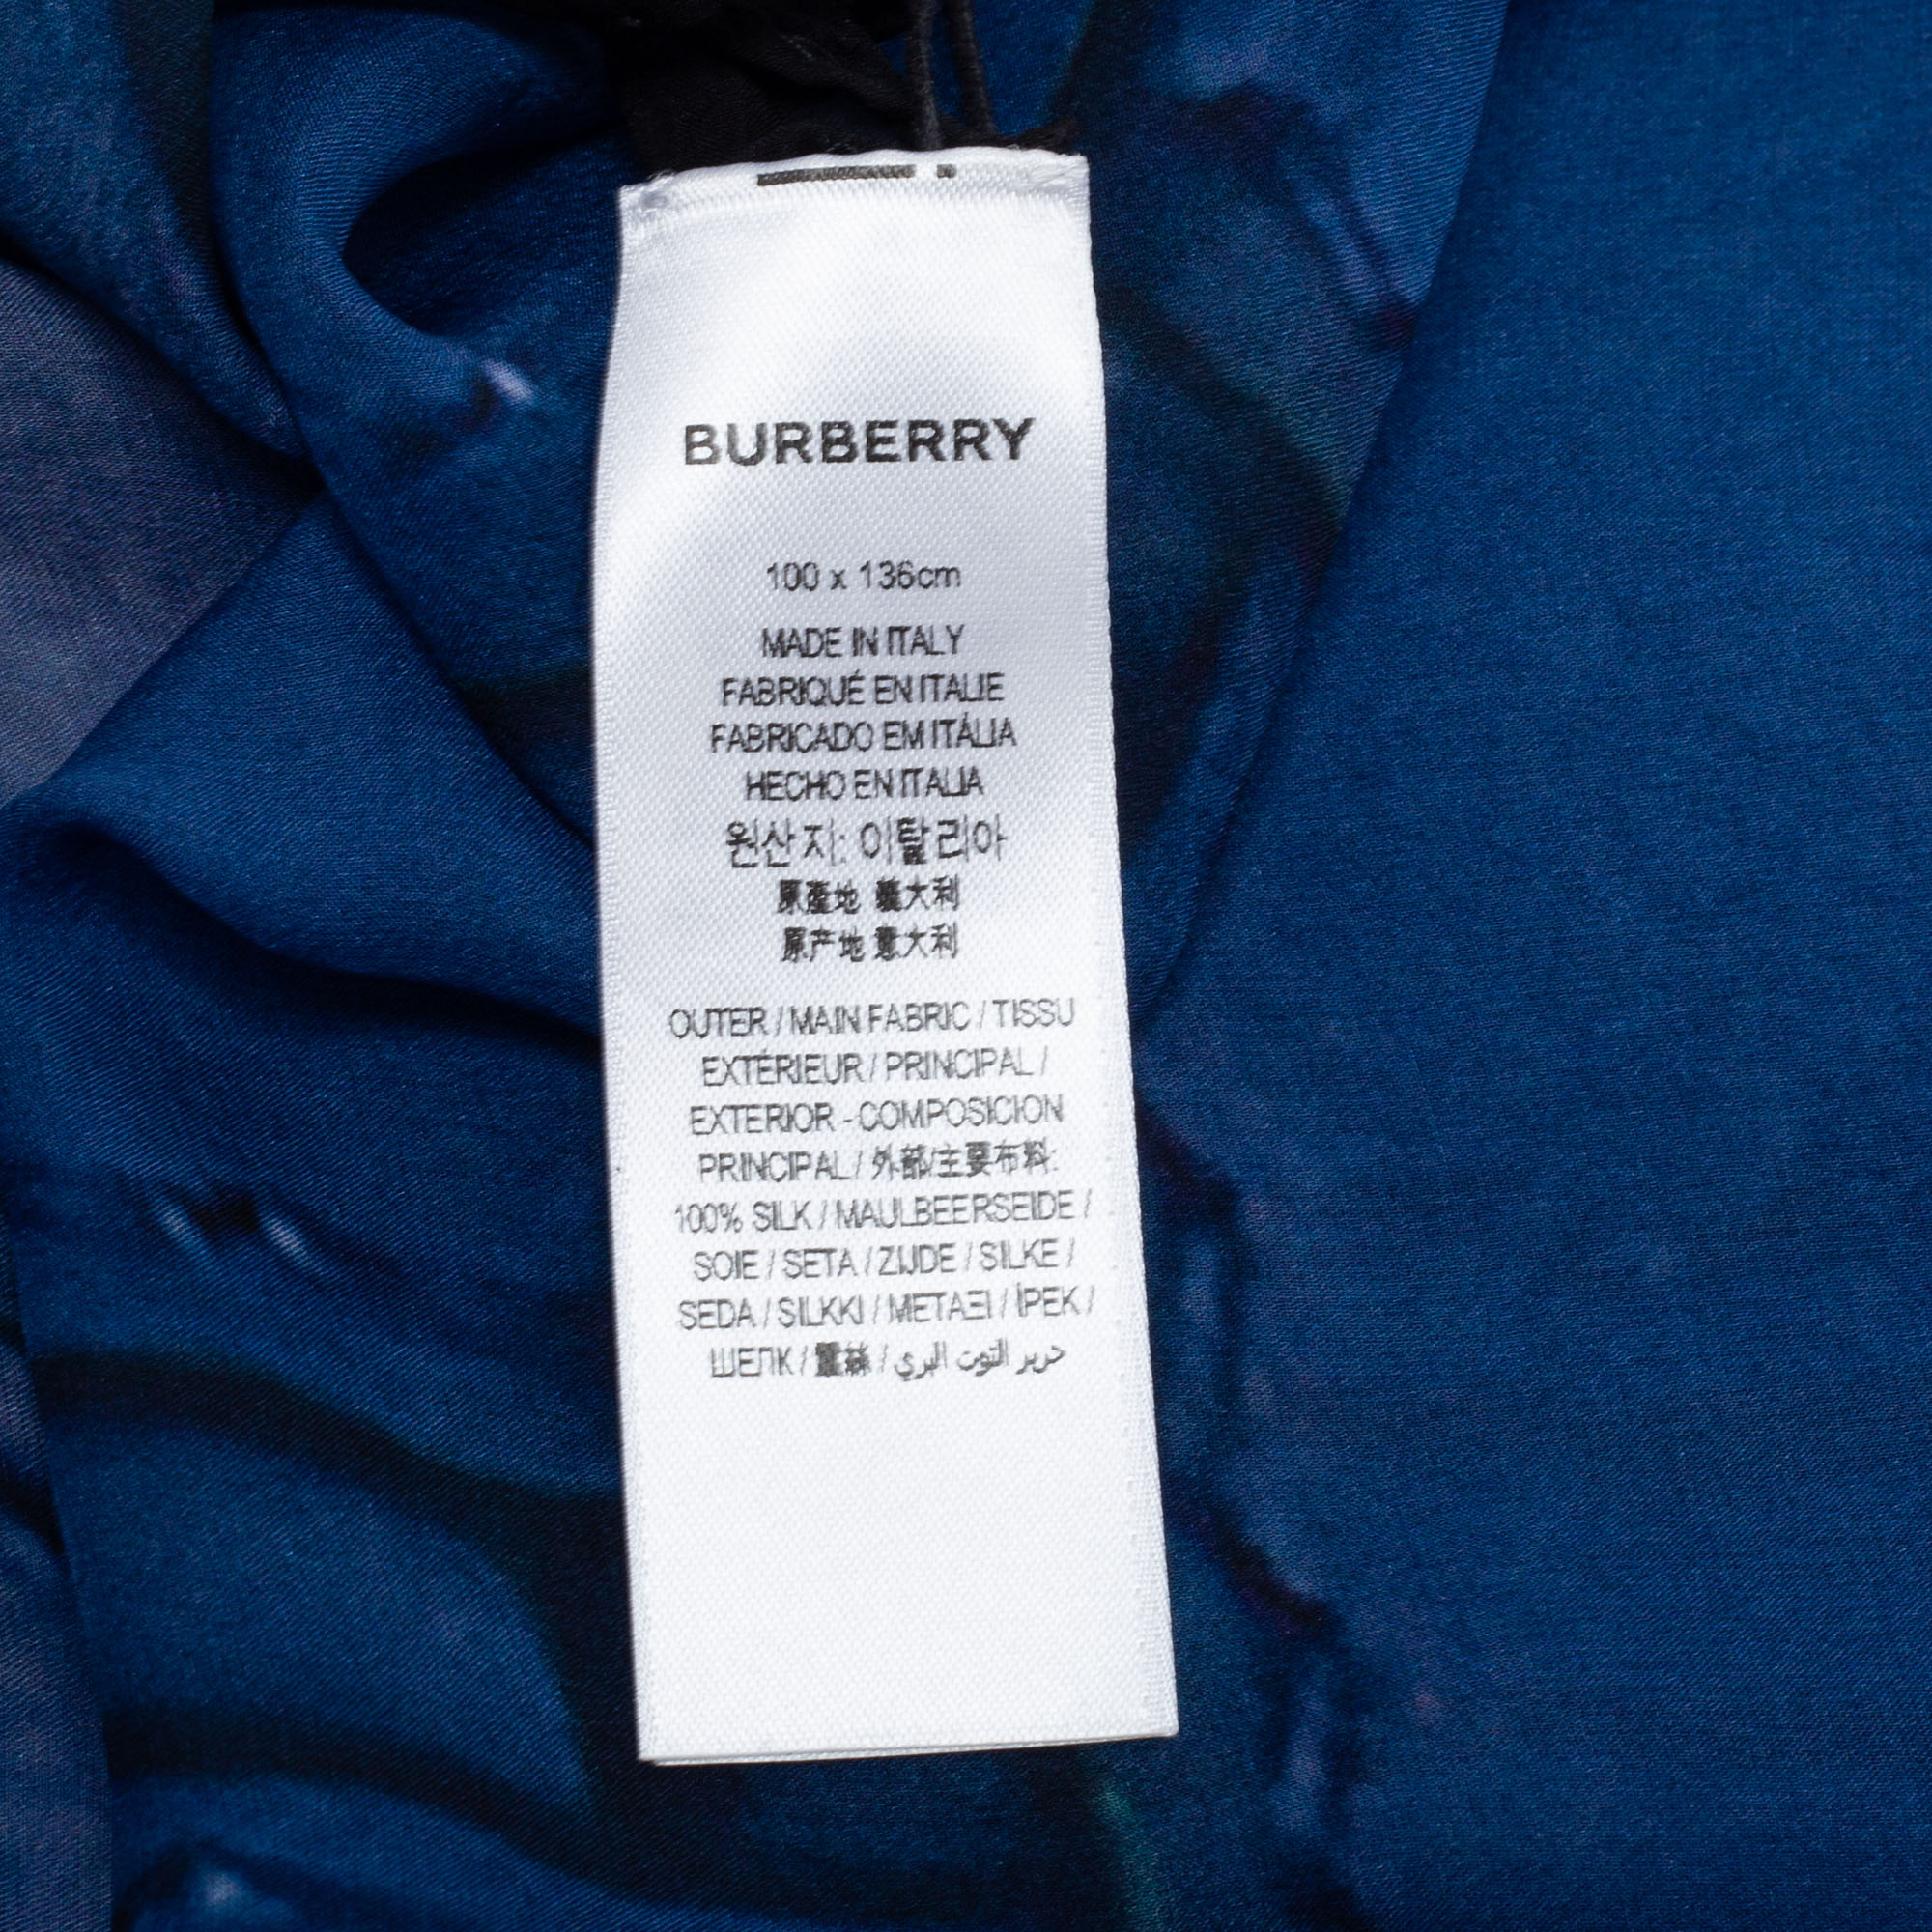 BURBERRY
100 x 136cm
MADE IN ITALY
FABRIQUÉ EN ITALIE
FABRICADO EM ITÁLIA
HECHO EN ITALIA
원산지: 이탈리아
原產地 義大利
原产地 意大利
OUTER / MAIN FABRIC / TISSU
EXTÉRIEUR / PRINCIPAL /
EXTERIOR - COMPOSICION
PRINCIPAL / 外部/主要布料:
100% SILK / MAULBEERSEIDE /
SOIE / SETA / ZIJDE / SILKE /
SEDA / SILKKI / ΜΕΤΑΞΙ / İPEK /
ШЕЛК / 蠶絲 / حرير التوت البري